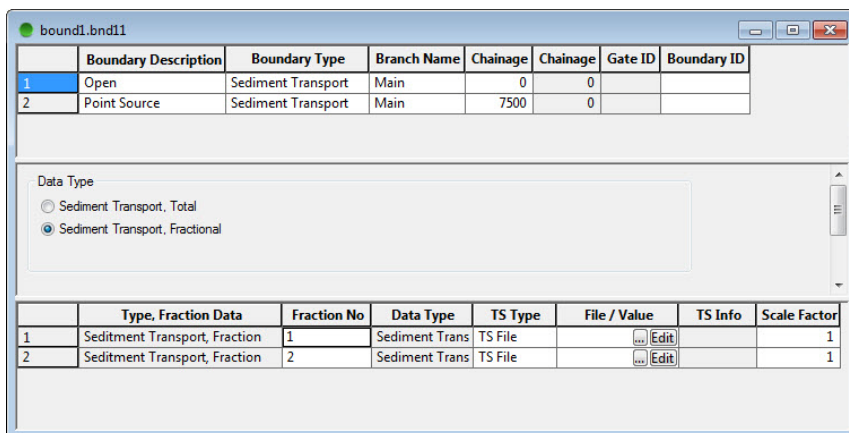 bound1.bnd11
Boundary Description Boundary Type Branch Name Chainage Chainage Gate ID Boundary ID
1 Open Sediment Transport Main 0 0
2 Point Source Sediment Transport Main 7500 0
Data Type
Sediment Transport, Total
Sediment Transport, Fractional
Type, Fraction Data Fraction No Data Type TS Type File / Value TS Info Scale Factor
1 Seditment Transport, Fraction 1 Sediment Trans TS File ... Edit 1
2 Seditment Transport, Fraction 2 Sediment Trans TS File ... Edit 1